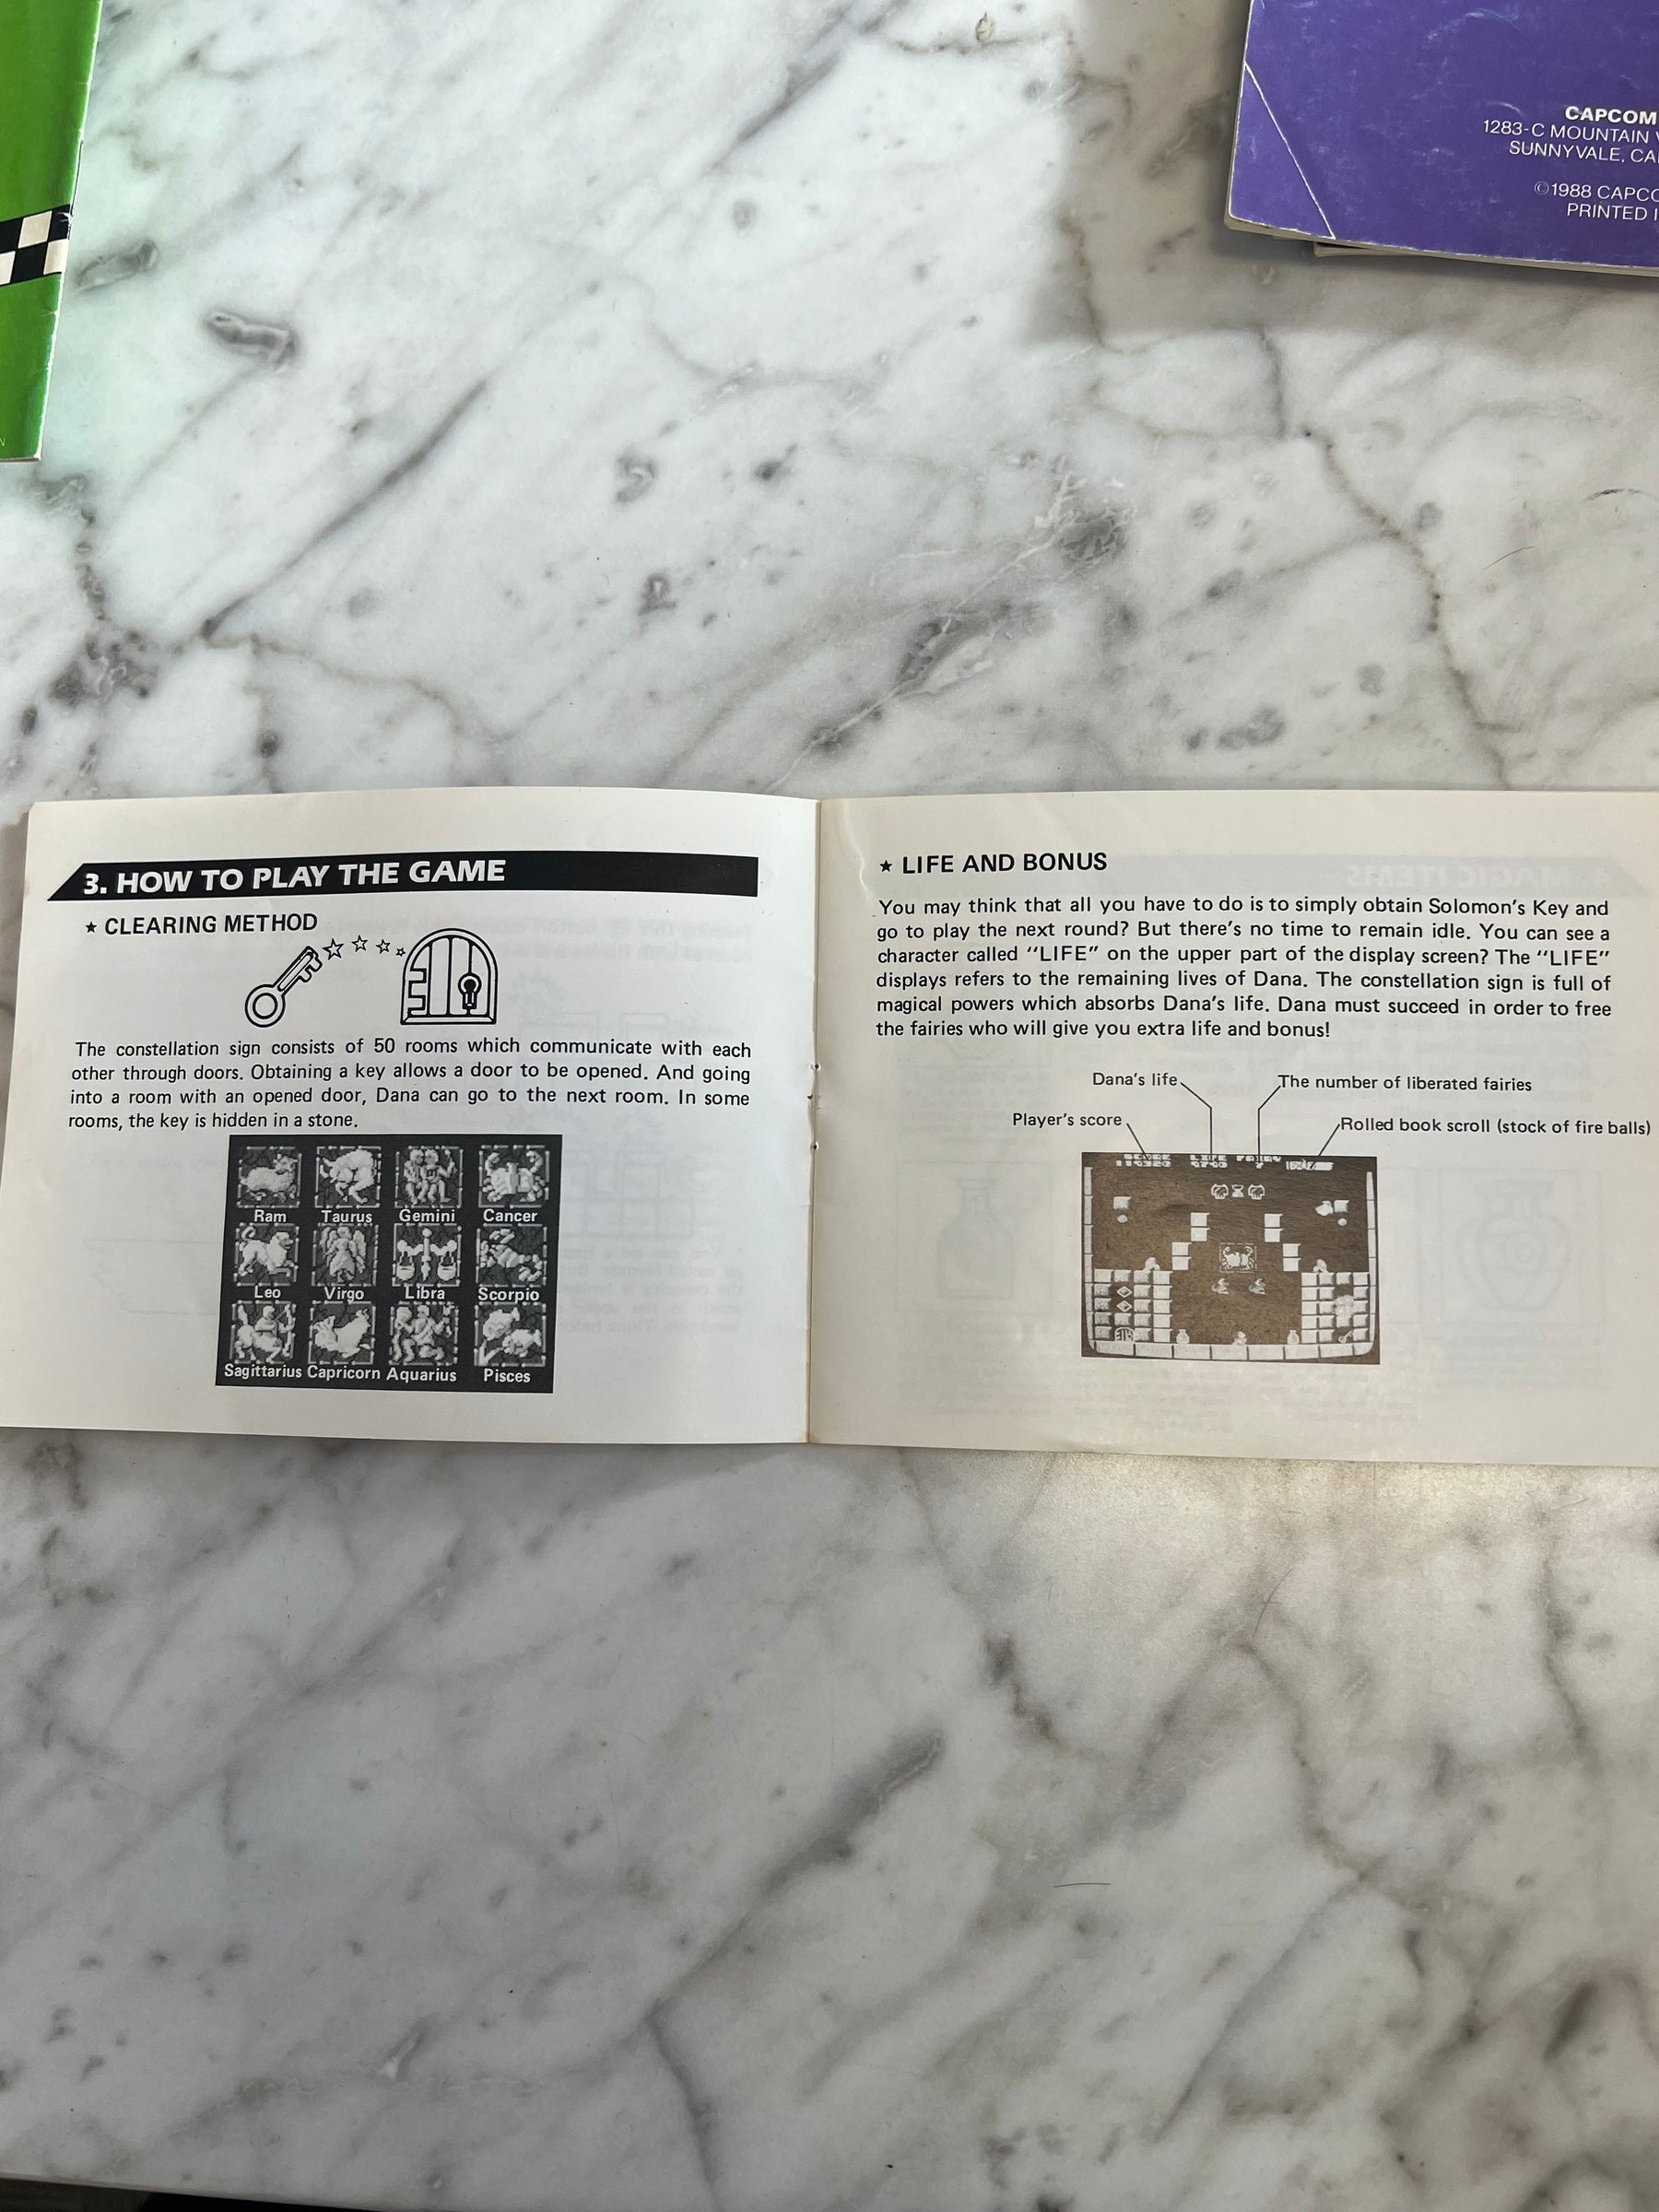 CAPCOM
1283-C MOUNTAIN
SUNNYVALE,
©1988
PRINTED
3. HOW TO PLAY THE GAME
★ CLEARING METHOD
The constellation sign consists of 50 rooms which communicate with each
other through doors. Obtaining a key allows a door to be opened. And going
into a room with an opened door, Dana can go to the next room. In some
rooms, the key is hidden in a stone.
Ram Taurus Gemini Cancer
Leo Virgo Libra Scorpio
Sagittarius Capricorn Aquarius Pisces
★ LIFE AND BONUS
You may think that all you have to do is to simply obtain Solomon's Key and
go to play the next round? But there's no time to remain idle. You can see a
character called "LIFE" on the upper part of the display screen? The "LIFE"
displays refers to the remaining lives of Dana. The constellation sign is full of
magical powers which absorbs Dana's life. Dana must succeed in order to free
the fairies who will give you extra life and bonus!
Dana's life
The number of liberated fairies
Player's score
Rolled book scroll (stock of fire balls)